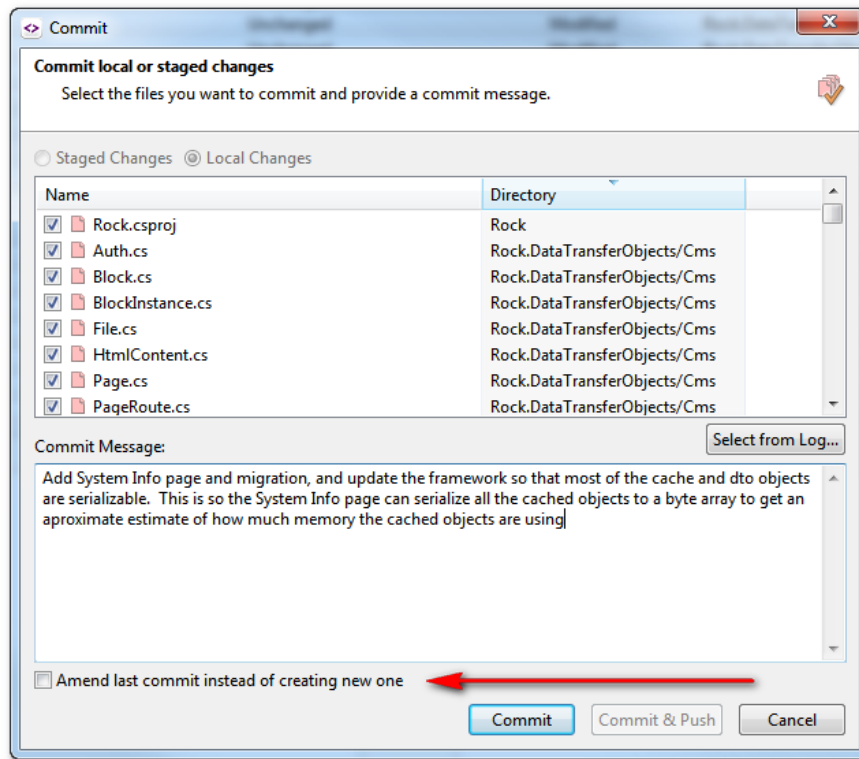 Commit
Commit local or staged changes
Select the files you want to commit and provide a commit message.
Staged Changes Local Changes
Name Directory
Rock.csproj Rock
Auth.cs Rock.DataTransferObjects/Cms
Block.cs Rock.DataTransferObjects/Cms
BlockInstance.cs Rock.DataTransferObjects/Cms
File.cs Rock.DataTransferObjects/Cms
HtmlContent.cs Rock.DataTransferObjects/Cms
Page.cs Rock.DataTransferObjects/Cms
PageRoute.cs Rock.DataTransferObjects/Cms
Commit Message: Select from Log...
Add System Info page and migration, and update the framework so that most of the cache and dto objects
are serializable.  This is so the System Info page can serialize all the cached objects to a byte array to get an
aproximate estimate of how much memory the cached objects are using
Amend last commit instead of creating new one
Commit Commit & Push Cancel